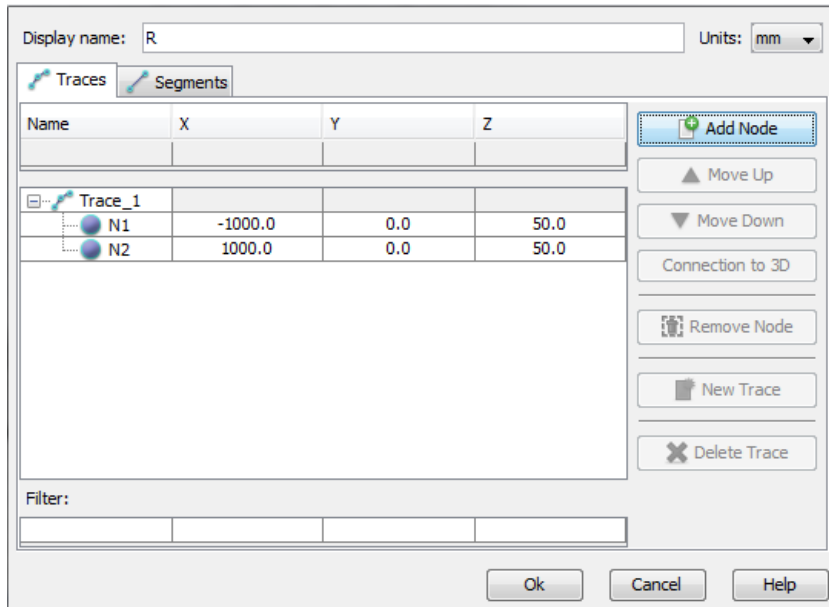 Display name: R Units: mm
Traces Segments
Name X Y Z
Add Node
Move Up
Trace_1
N1 -1000.0 0.0 50.0
Move Down
N2 1000.0 0.0 50.0
Connection to 3D
Remove Node
New Trace
Delete Trace
Filter:
Ok Cancel Help